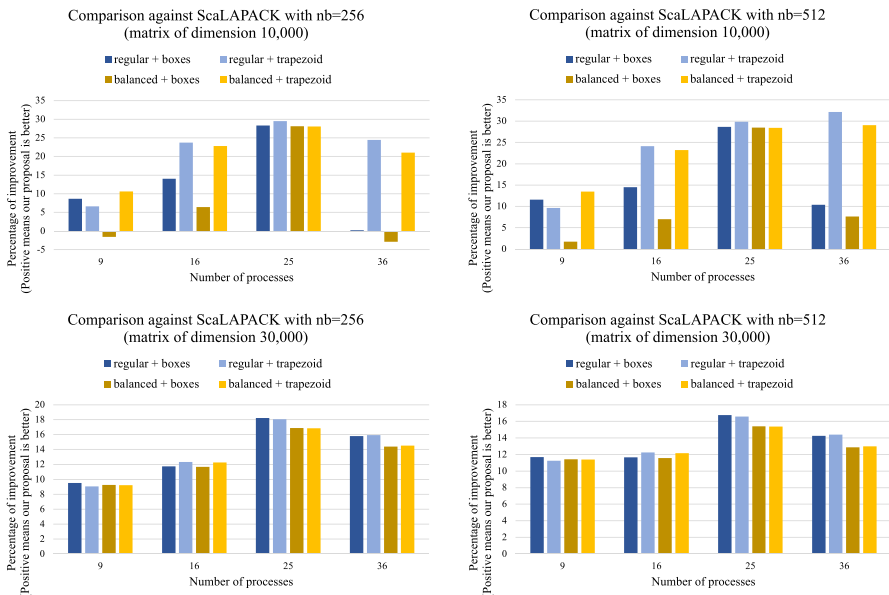 Comparison against ScaLAPACK with nb=256
(matrix of dimension 10,000)
regular + boxes
regular + trapezoid
balanced + boxes
balanced + trapezoid
Percentage of improvement
(Positive means our proposal is better)
35
30
25
20
15
10
5
0
-5
9
16
25
36
Number of processes
Comparison against ScaLAPACK with nb=512
(matrix of dimension 10,000)
regular + boxes
regular + trapezoid
balanced + boxes
balanced + trapezoid
Percentage of improvement
(Positive means our proposal is better)
35
30
25
20
15
10
5
0
9
16
25
36
Number of processes
Comparison against ScaLAPACK with nb=256
(matrix of dimension 30,000)
regular + boxes
regular + trapezoid
balanced + boxes
balanced + trapezoid
Percentage of improvement
(Positive means our proposal is better)
20
18
16
14
12
10
8
6
4
2
0
9
16
25
36
Number of processes
Comparison against ScaLAPACK with nb=512
(matrix of dimension 30,000)
regular + boxes
regular + trapezoid
balanced + boxes
balanced + trapezoid
Percentage of improvement
(Positive means our proposal is better)
18
16
14
12
10
8
6
4
2
0
9
16
25
36
Number of processes